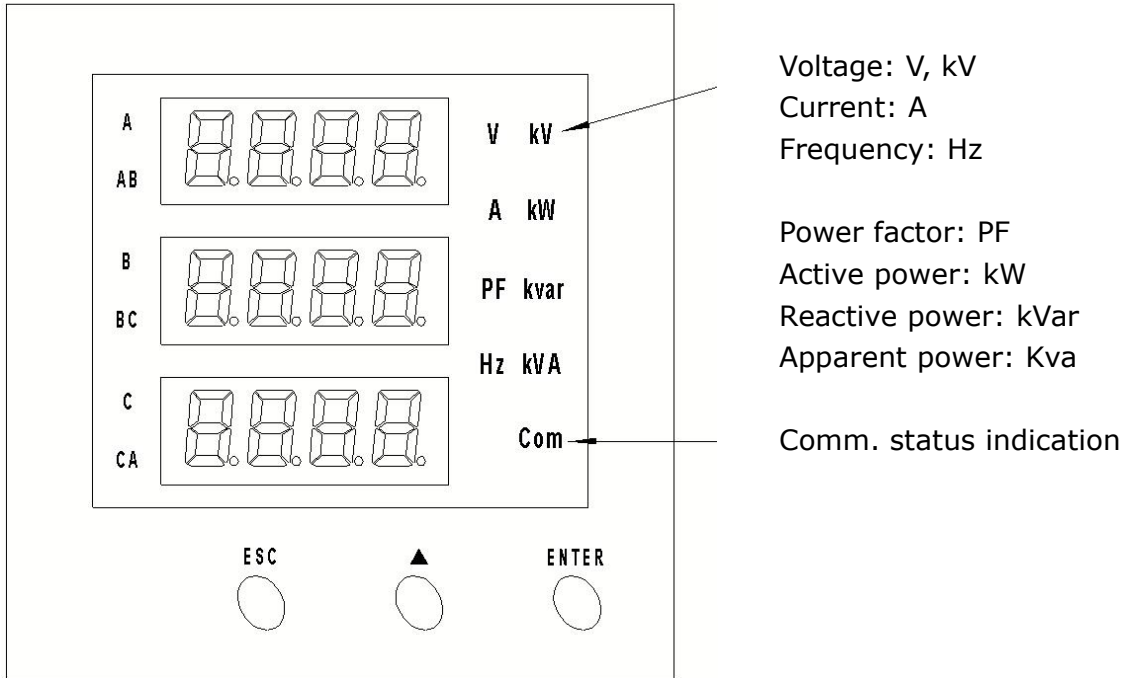 A
AB
V kV
A kW
B
BC
PF kvar
Hz kVA
C
CA
Com
ESC ▲ ENTER
Voltage: V, kV
Current: A
Frequency: Hz
Power factor: PF
Active power: kW
Reactive power: kVar
Apparent power: Kva
Comm. status indication